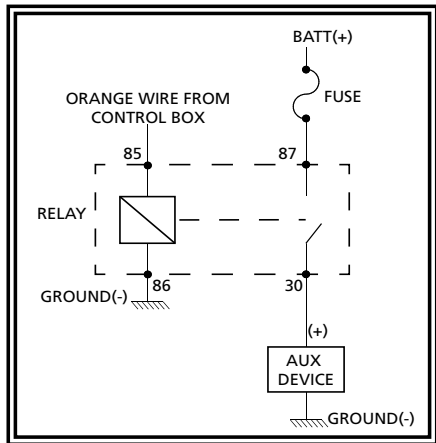 BATT(+)
FUSE
ORANGE WIRE FROM
CONTROL BOX
85
87
RELAY
86
30
GROUND(-)
(+)
AUX
DEVICE
GROUND(-)